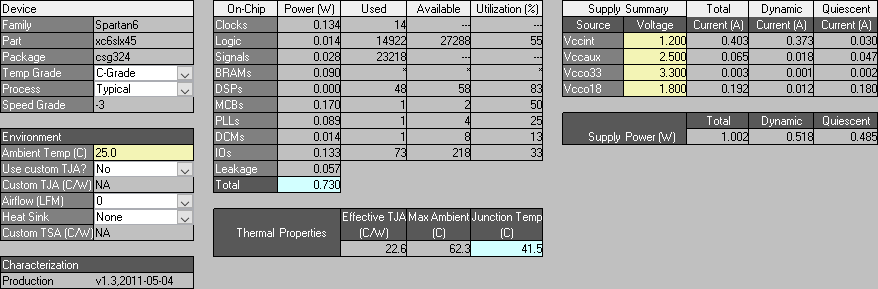 Device
Family Spartan6
Part xc6slx45
Package csg324
Temp Grade C-Grade
Process Typical
Speed Grade -3
Environment
Ambient Temp (C) 25.0
Use custom TJA? No
Custom TJA (C/W) NA
Airflow (LFM) 0
Heat Sink None
Custom TSA (C/W) NA
Characterization
Production v1.3,2011-05-04
On-Chip Power (W) Used Available Utilization (%)
Clocks 0.134 14 --- ---
Logic 0.014 14922 27288 55
Signals 0.028 23218 --- ---
BRAMs 0.090 * * *
DSPs 0.000 48 58 83
MCBs 0.170 1 2 50
PLLs 0.089 1 4 25
DCMs 0.014 1 8 13
IOs 0.133 73 218 33
Leakage 0.057
Total 0.730
Effective TJA Max Ambient Junction Temp
Thermal Properties (C/W) (C) (C)
22.6 62.3 41.5
Supply Summary Total Dynamic Quiescent
Source Voltage Current (A) Current (A) Current (A)
Vccint 1.200 0.403 0.373 0.030
Vccaux 2.500 0.065 0.018 0.047
Vcco33 3.300 0.003 0.001 0.002
Vcco18 1.800 0.192 0.012 0.180
Total Dynamic Quiescent
Supply Power (W) 1.002 0.518 0.485